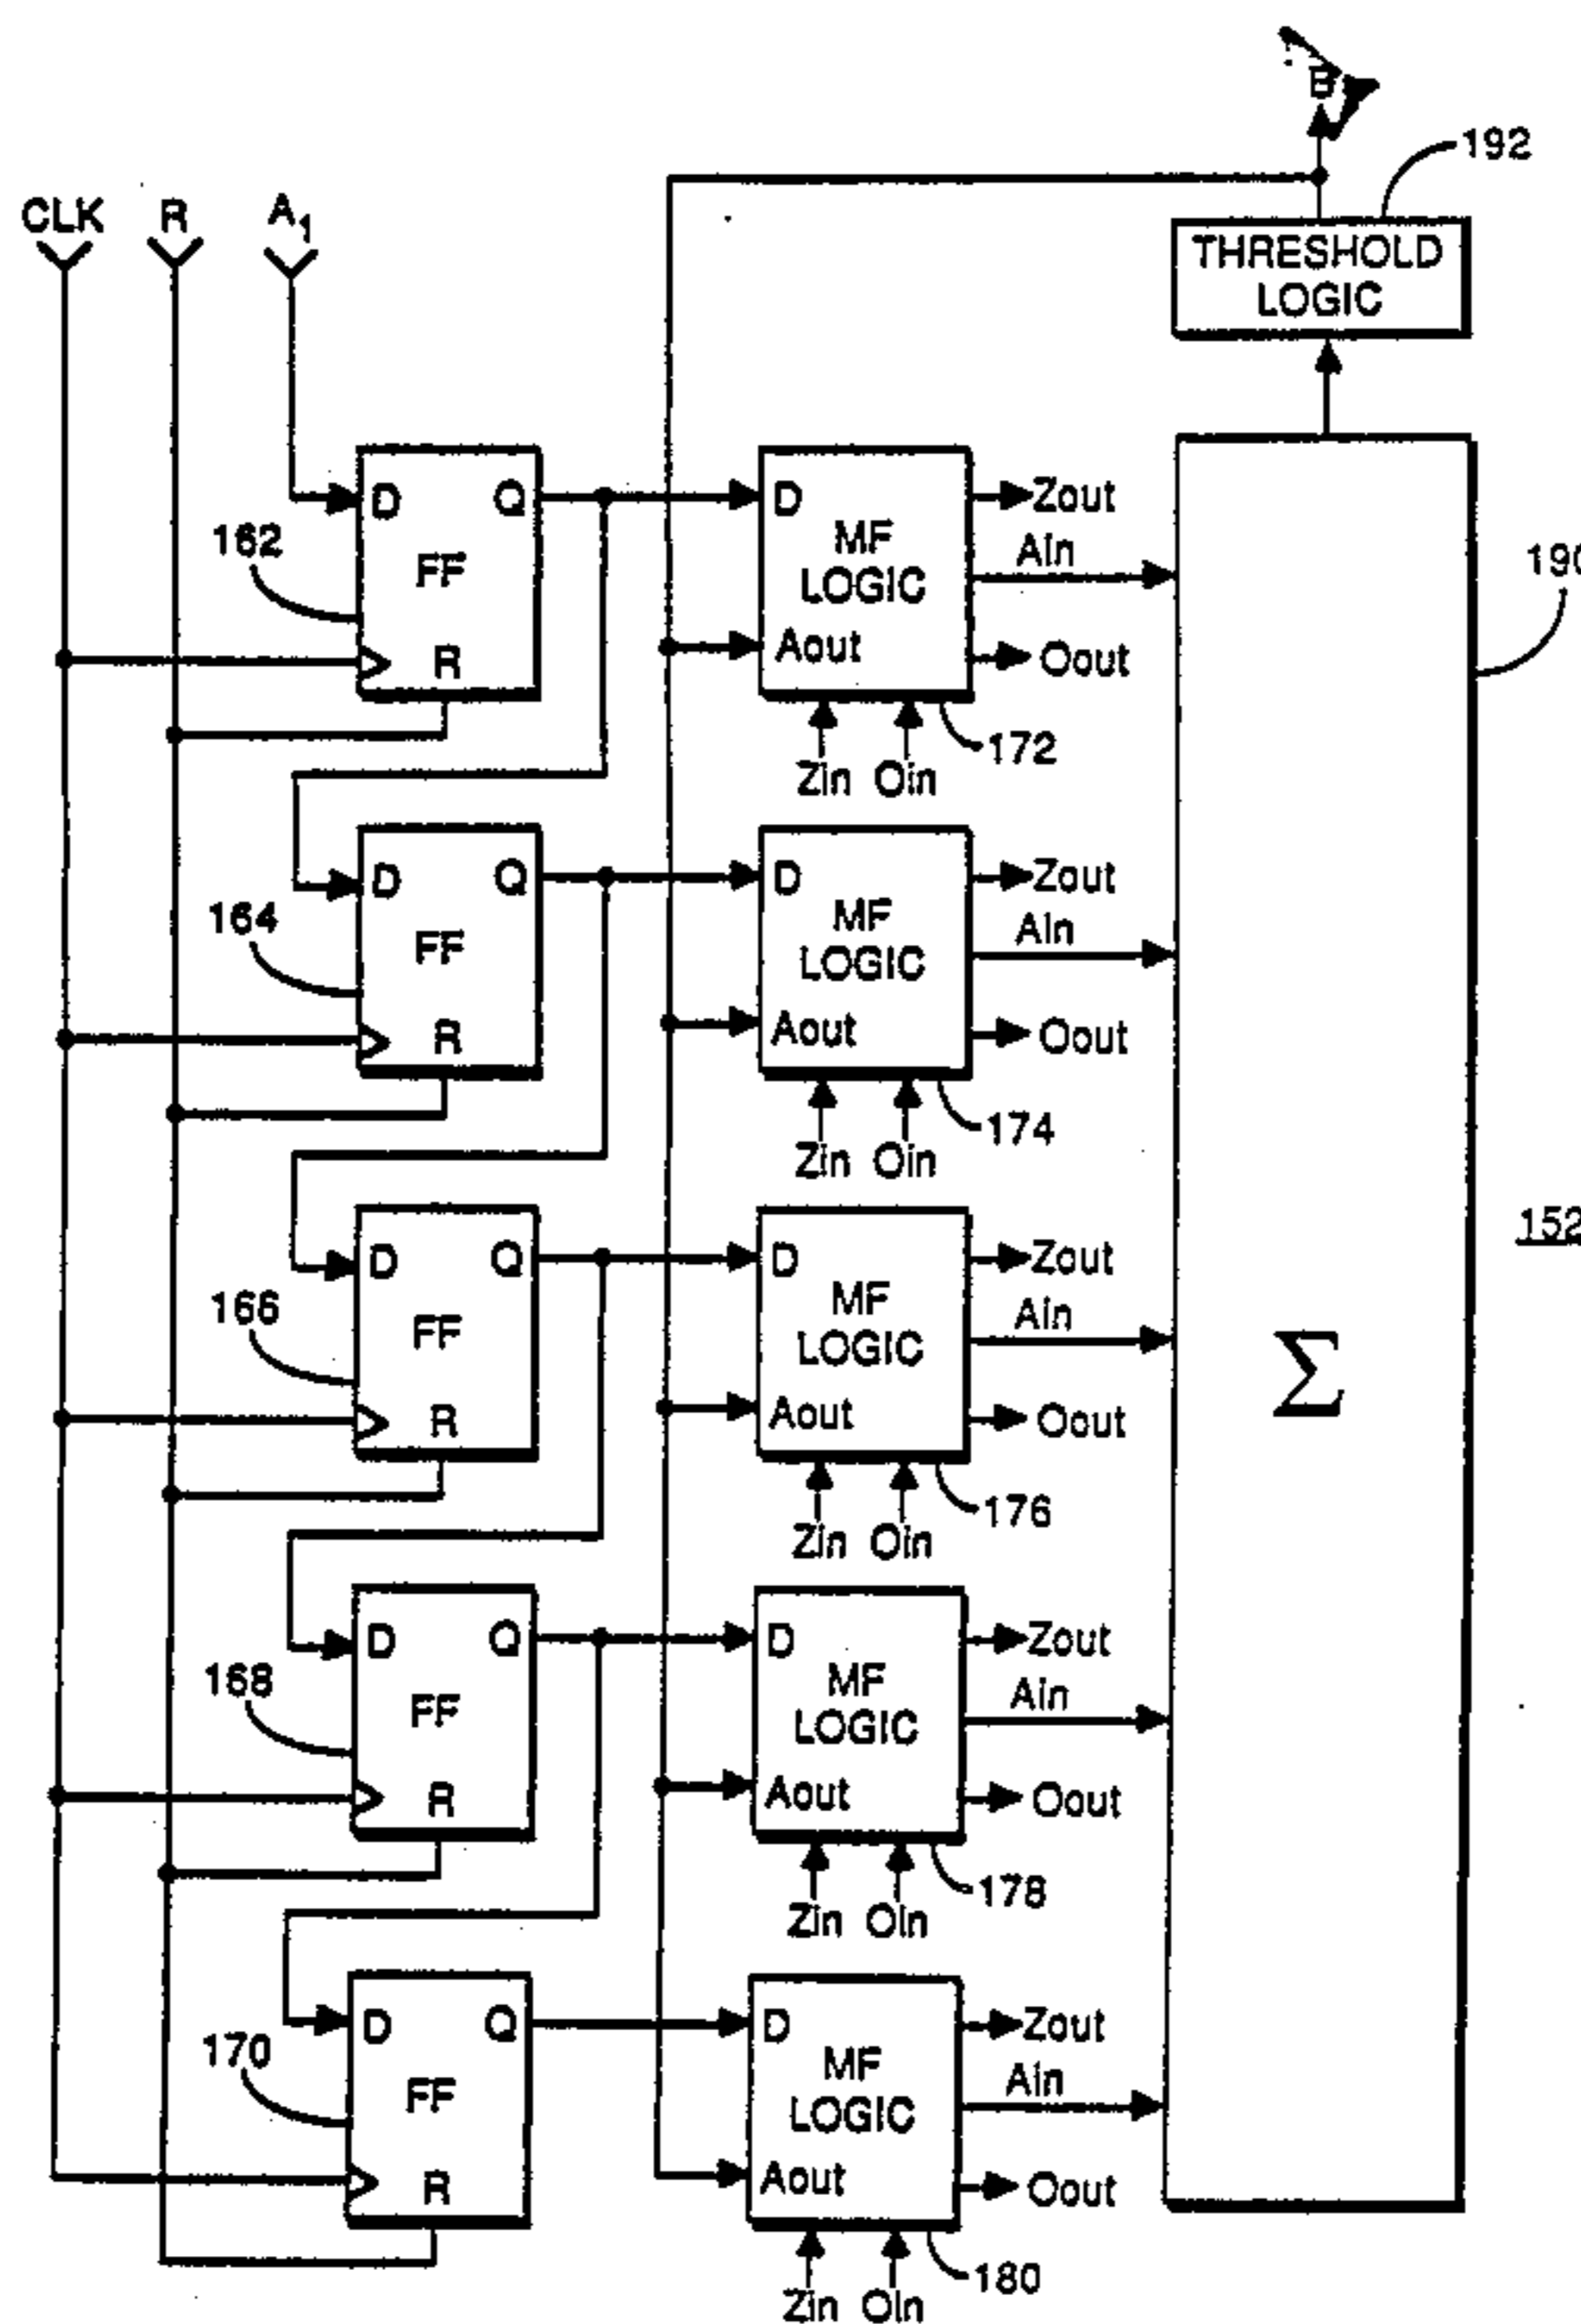 B
192
CLK R A1
THRESHOLD
LOGIC
D Q
FF
R
162
D
MF
LOGIC
Aout
Zout
Ain
Oout
Zin Oin
172
190
D Q
FF
R
164
D
MF
LOGIC
Aout
Zout
Ain
Oout
Zin Oin
174
D Q
FF
R
166
D
MF
LOGIC
Aout
Zout
Ain
Oout
Zin Oin
176
152
Σ
D Q
FF
R
168
D
MF
LOGIC
Aout
Zout
Ain
Oout
Zin Oin
178
D Q
FF
R
170
D
MF
LOGIC
Aout
Zout
Ain
Oout
Zin Oin
180